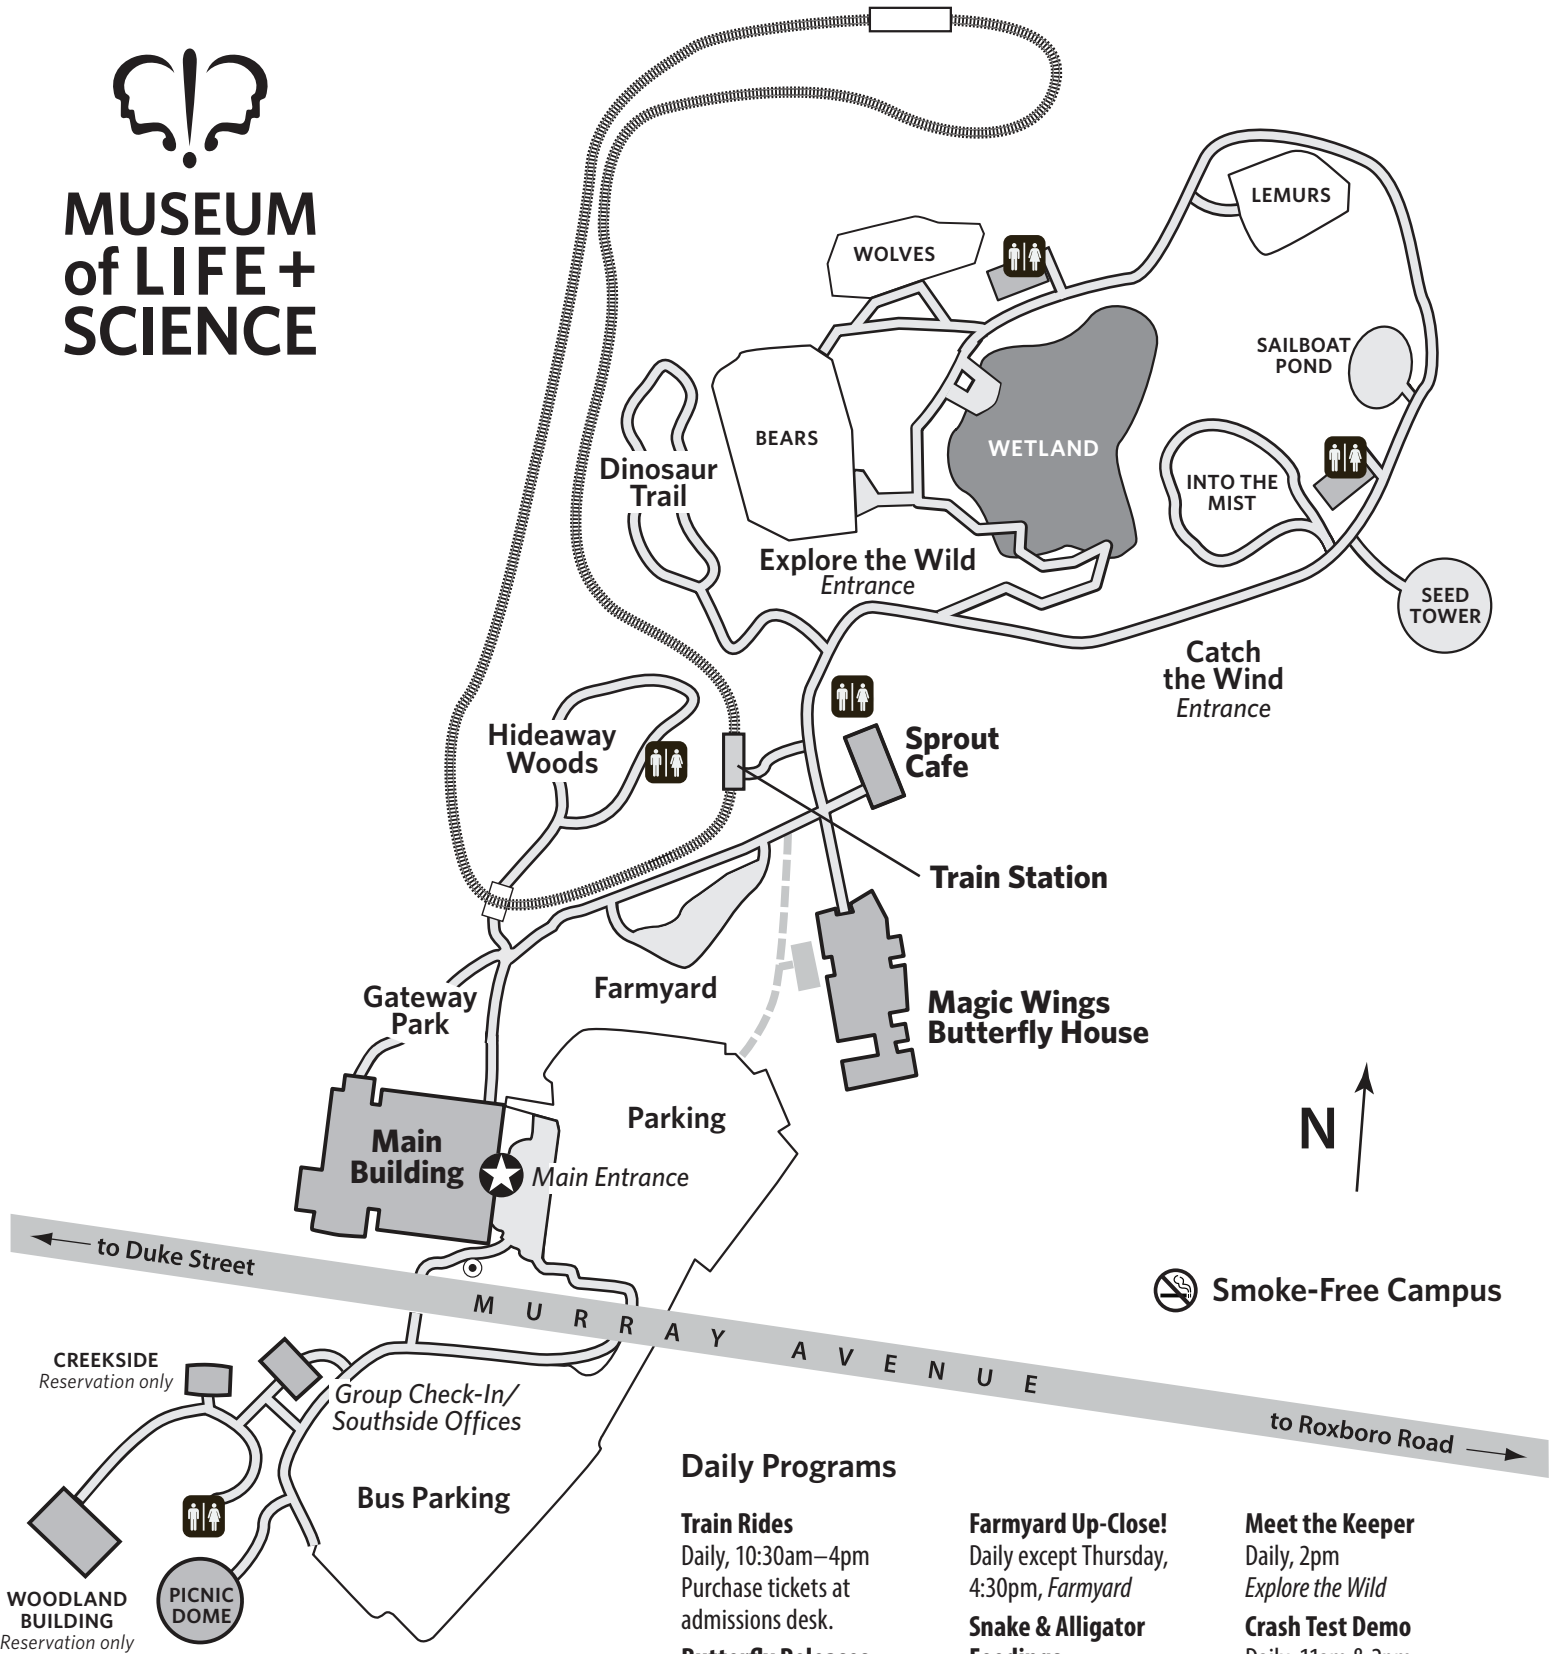 MUSEUM
of LIFE +
SCIENCE
LEMURS
WOLVES
SAILBOAT
POND
BEARS
WETLAND
Dinosaur
Trail
INTO THE
MIST
Explore the Wild
Entrance
SEED
TOWER
Catch
the Wind
Entrance
Hideaway
Woods
Sprout
Cafe
Train Station
Farmyard
Gateway
Park
Magic Wings
Butterfly House
Parking
N
Main
Building
Main Entrance
to Duke Street
MURRAY AVENUE
to Roxboro Road
Smoke-Free Campus
CREEKSIDE
Reservation only
Group Check-In/
Southside Offices
Bus Parking
WOODLAND
BUILDING
Reservation only
PICNIC
DOME
Daily Programs
Train Rides
Daily, 10:30am–4pm
Purchase tickets at
admissions desk.
Butterfly Releases
Farmyard Up-Close!
Daily except Thursday,
4:30pm, Farmyard
Snake & Alligator
Feedings
Meet the Keeper
Daily, 2pm
Explore the Wild
Crash Test Demo